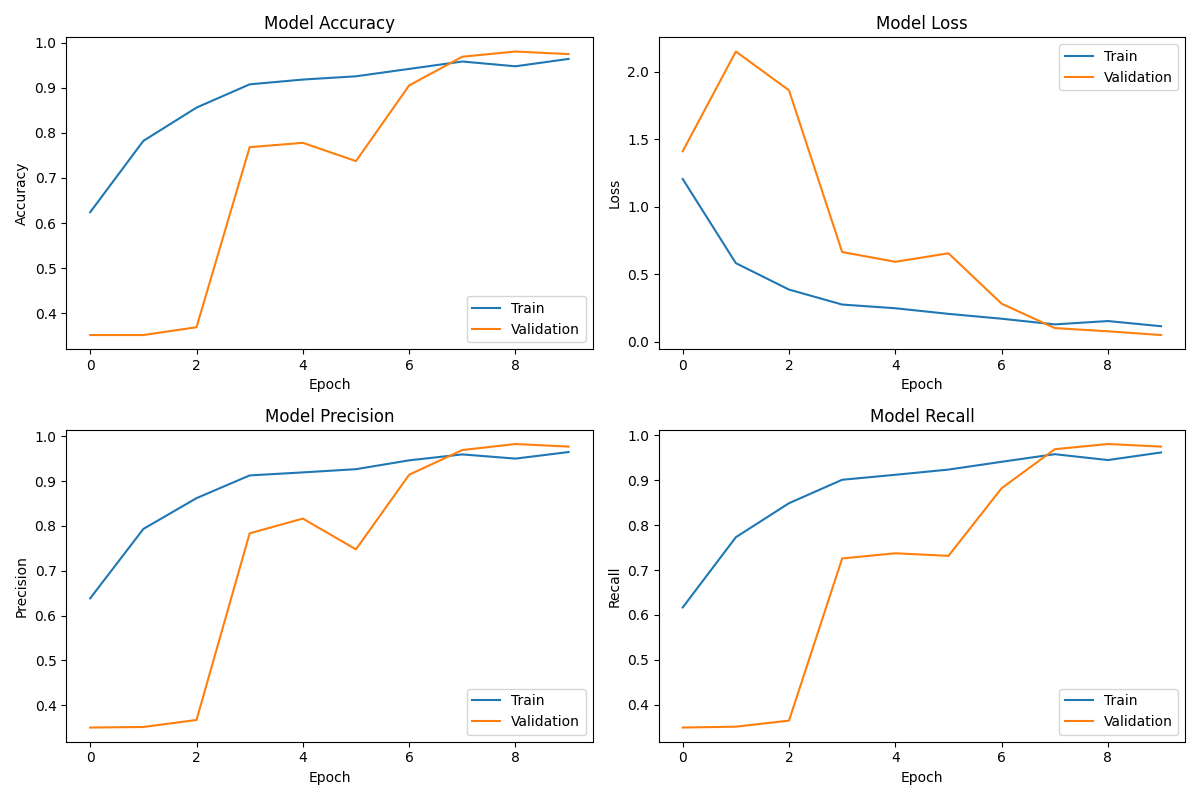 Model Accuracy
1.0
0.9
0.8
0.7
0.6
0.5
0.4
Accuracy
0 2 4 6 8
Epoch
Train
Validation
Model Loss
2.0
1.5
1.0
0.5
0.0
Loss
0 2 4 6 8
Epoch
Train
Validation
Model Precision
1.0
0.9
0.8
0.7
0.6
0.5
0.4
Precision
0 2 4 6 8
Epoch
Train
Validation
Model Recall
1.0
0.9
0.8
0.7
0.6
0.5
0.4
Recall
0 2 4 6 8
Epoch
Train
Validation